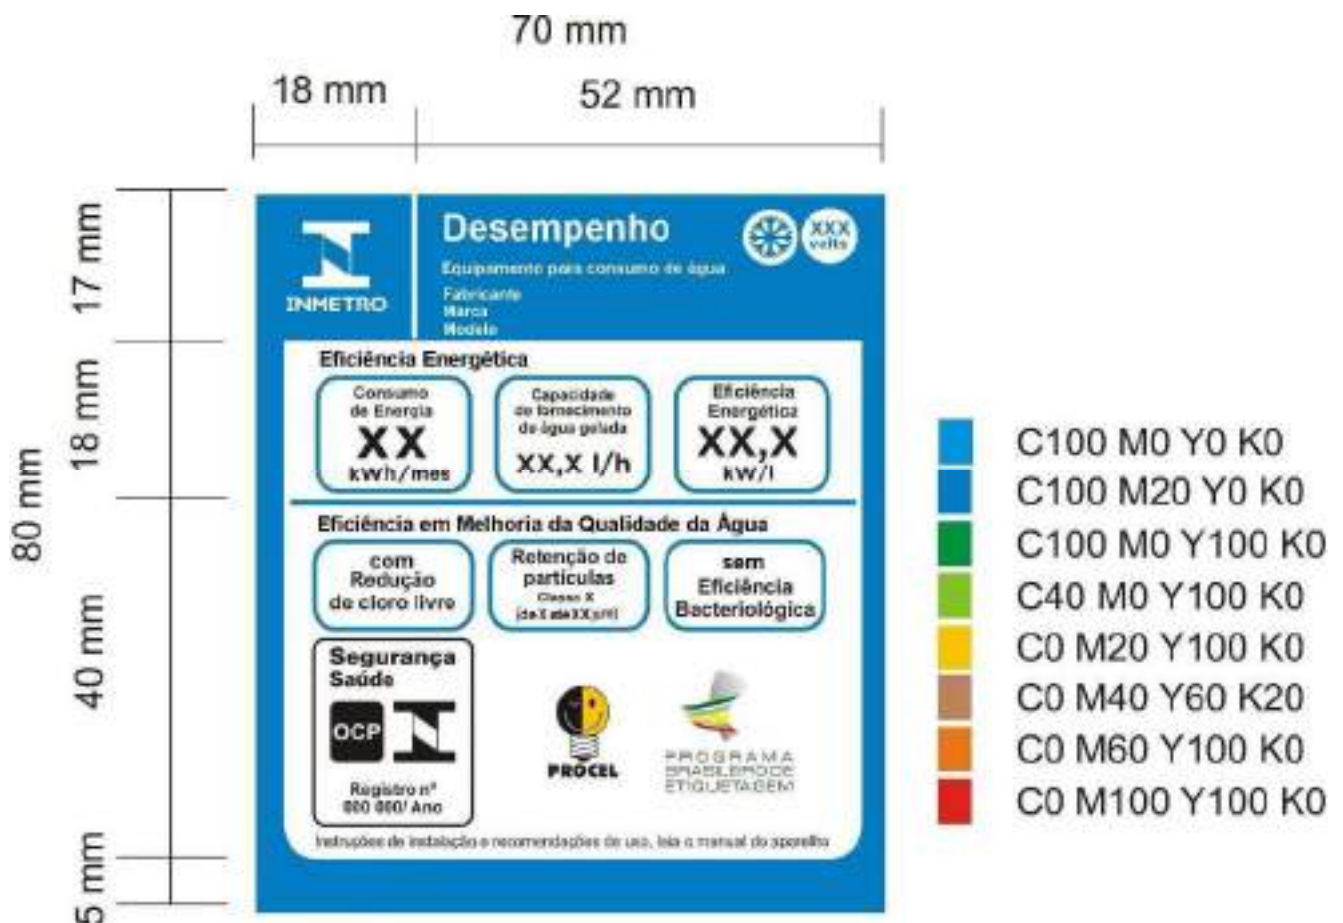 70 mm
18 mm
52 mm
17 mm
18 mm
80 mm
40 mm
5 mm
INMETRO
Desempenho
XXX
volts
Equipamento para consumo de água
Fabricante
Marca
Modelo
Eficiência Energética
Consumo
de Energia
XX
kWh/mes
Capacidade
de fornecimento
de água gelada
XX,X l/h
Eficiência
Energética
XX,X
kW/l
Eficiência em Melhoria da Qualidade da Água
com
Redução
de cloro livre
Retenção de
partículas
Classe X
(de X até XX µm)
sem
Eficiência
Bacteriológica
Segurança
Saúde
OCP
Registro nº
000 000/ Ano
PROCEL
PROGRAMA
BRASILEIRO DE
ETIQUETAGEM
Instruções de instalação e recomendações de uso, leia o manual do aparelho
C100 M0 Y0 K0
C100 M20 Y0 K0
C100 M0 Y100 K0
C40 M0 Y100 K0
C0 M20 Y100 K0
C0 M40 Y60 K20
C0 M60 Y100 K0
C0 M100 Y100 K0